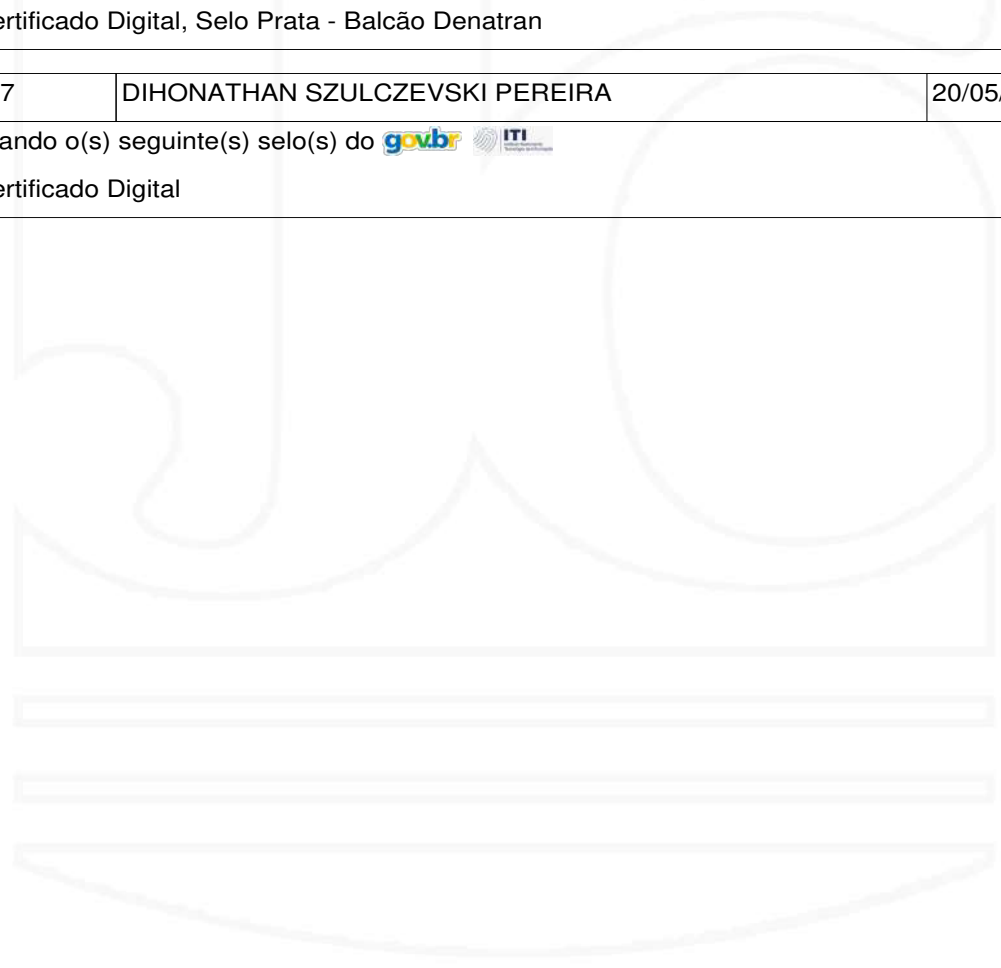 ertificado Digital, Selo Prata - Balcão Denatran
7 DIHONATHAN SZULCZEVSKI PEREIRA 20/05/
ando o(s) seguinte(s) selo(s) do gov.br ITI
ertificado Digital